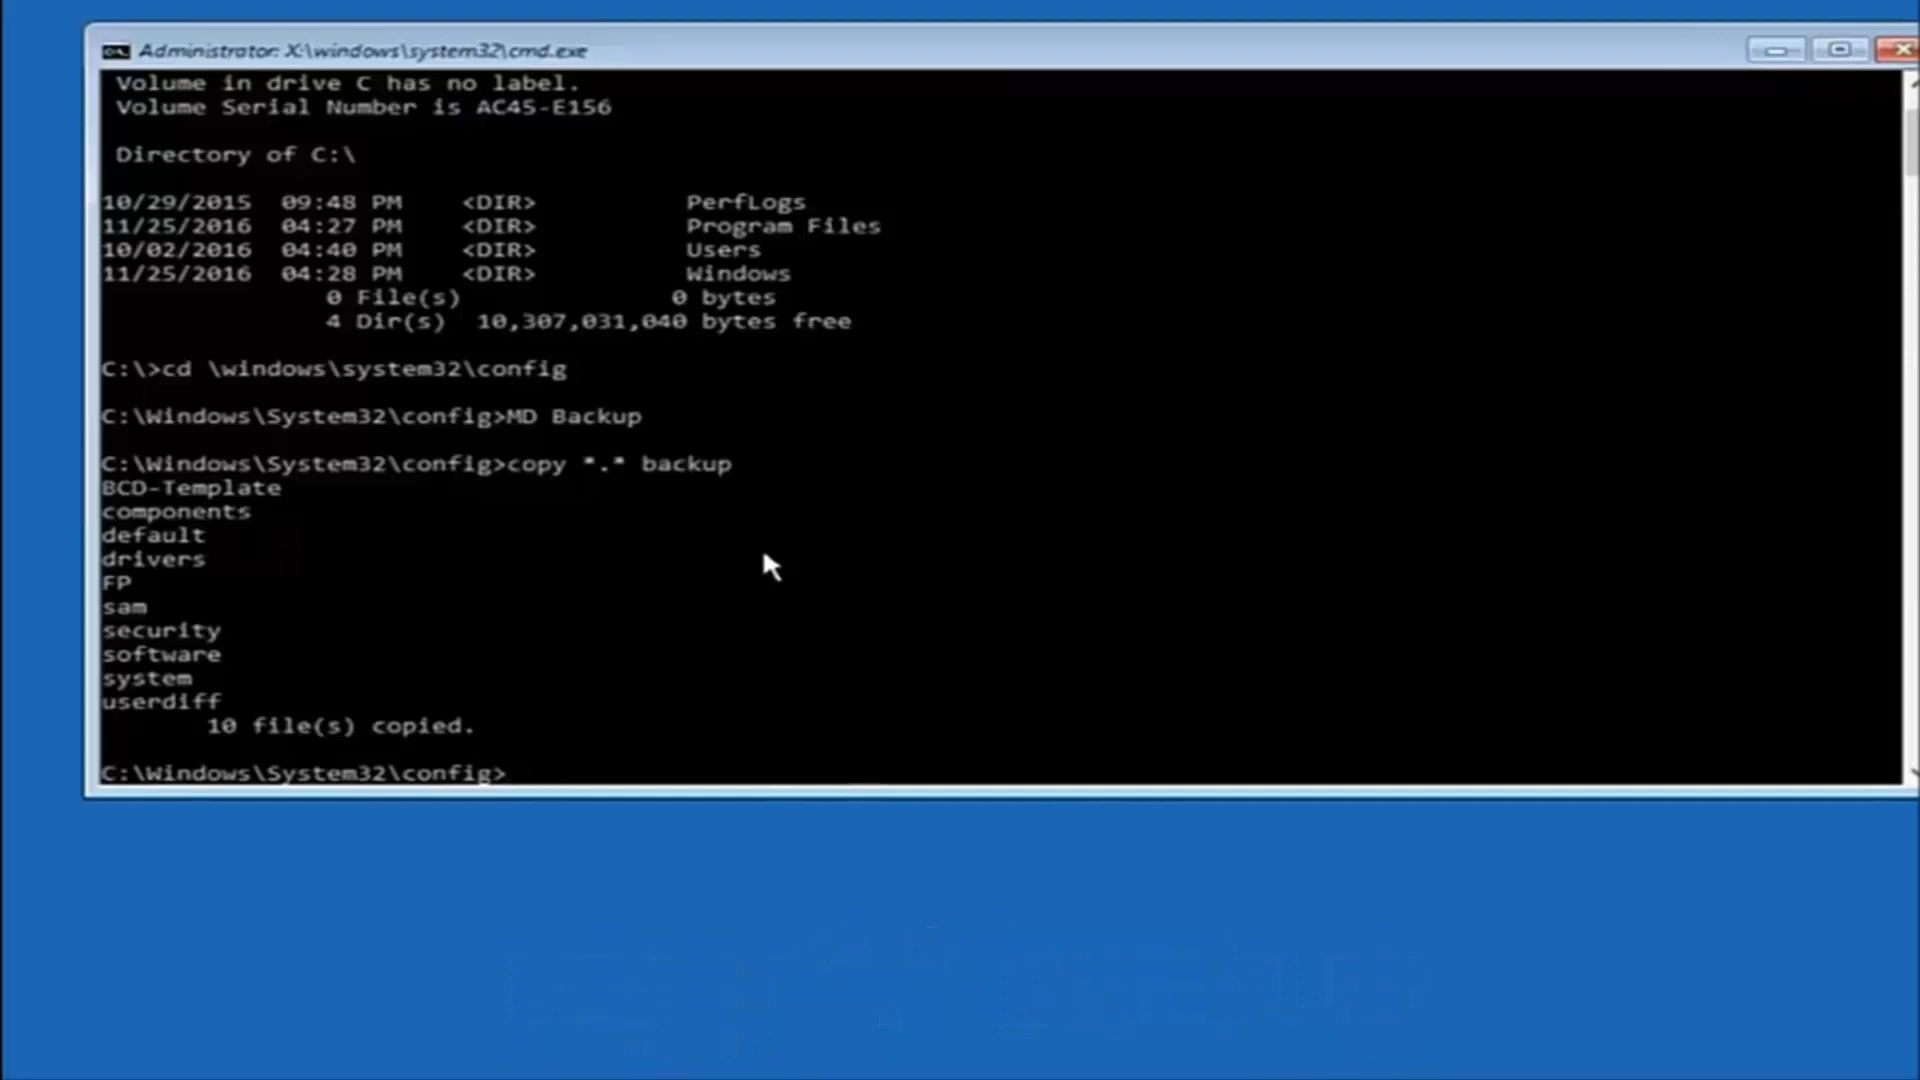 Administrator: X:\windows\system32\cmd.exe
Volume in drive C has no label.
Volume Serial Number is AC45-E156
Directory of C:\
10/29/2015 09:48 PM <DIR> PerfLogs
11/25/2016 04:27 PM <DIR> Program Files
10/02/2016 04:40 PM <DIR> Users
11/25/2016 04:28 PM <DIR> Windows
0 File(s) 0 bytes
4 Dir(s) 10,307,031,040 bytes free
C:\>cd \windows\system32\config
C:\Windows\System32\config>MD Backup
C:\Windows\System32\config>copy *.* backup
BCD-Template
components
default
drivers
FP
sam
security
software
system
userdiff
10 file(s) copied.
C:\Windows\System32\config>